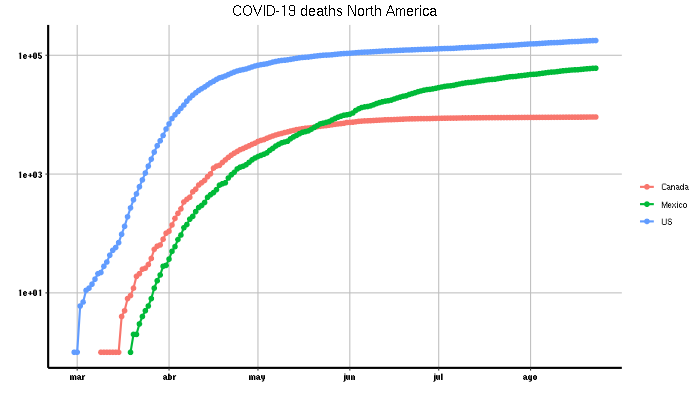 COVID-19 deaths North America
1e+05
1e+03
1e+01
mar abr may jun jul ago
Canada
Mexico
US